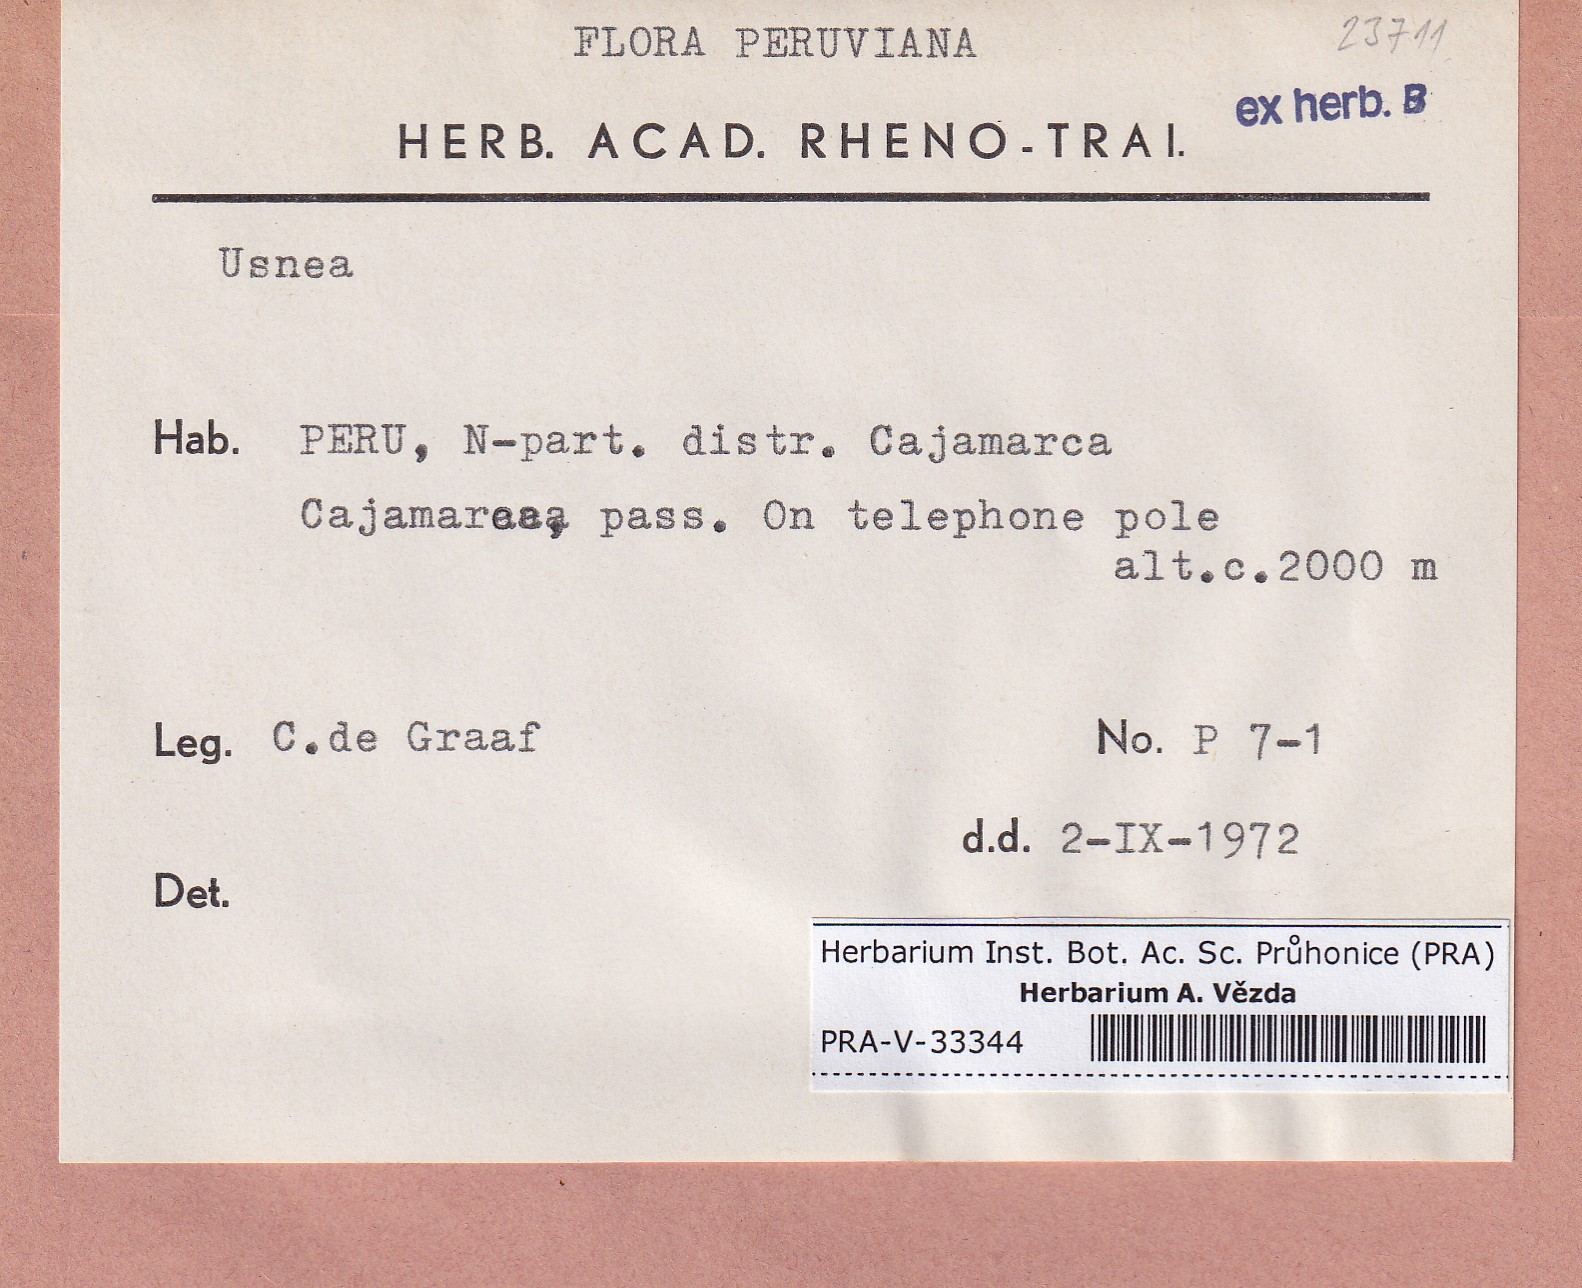 FLORA PERUVIANA
23711
ex herb. B
HERB. ACAD. RHENO-TRAI.
Usnea
Hab. PERU, N-part. distr. Cajamarca
Cajamarca, pass. On telephone pole
alt.c.2000 m
Leg. C.de Graaf
No. P 7-1
d.d. 2-IX-1972
Det.
Herbarium Inst. Bot. Ac. Sc. Průhonice (PRA)
Herbarium A. Vězda
PRA-V-33344